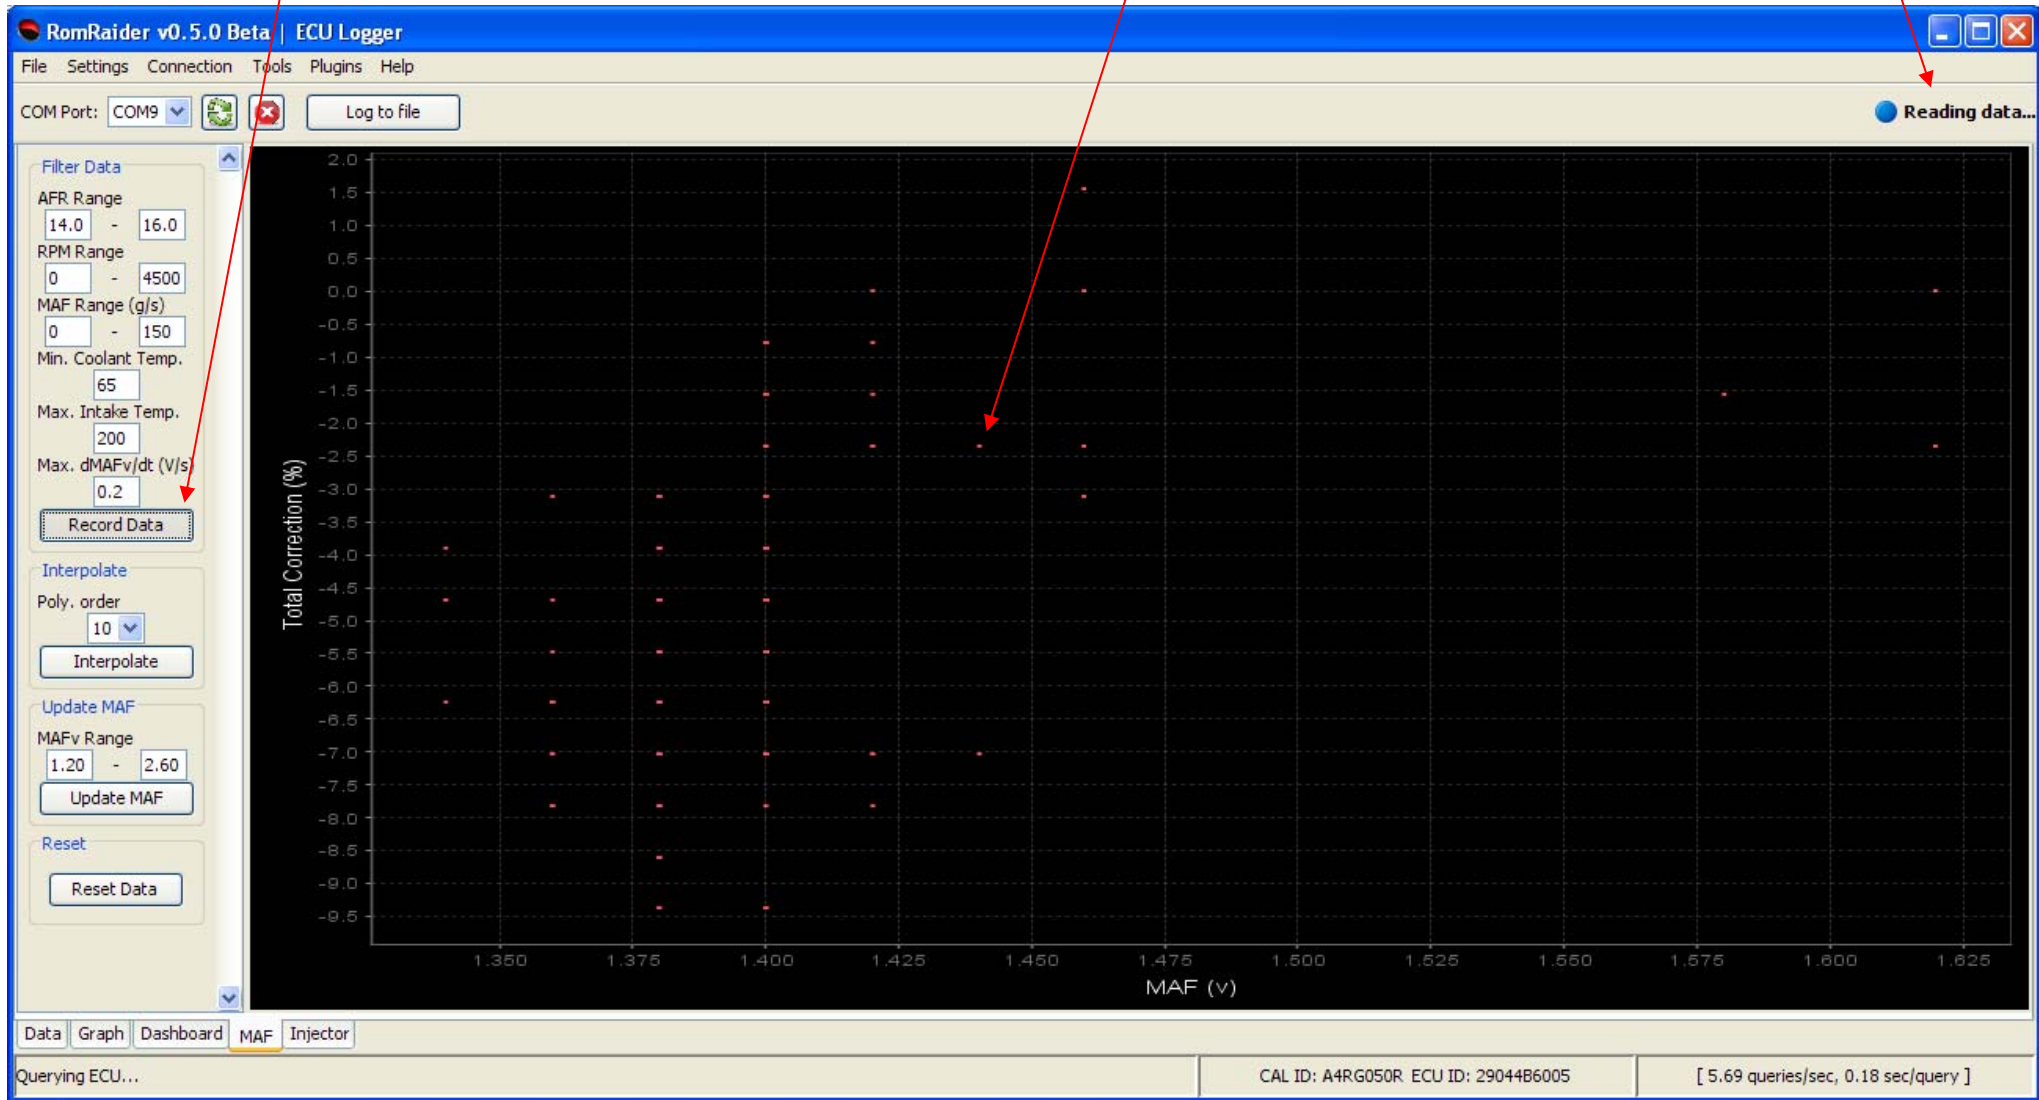 RomRaider v0.5.0 Beta | ECU Logger
File Settings Connection Tools Plugins Help
COM Port: COM9 Log to file Reading data...
Filter Data
AFR Range
14.0 - 16.0
RPM Range
0 - 4500
MAF Range (g/s)
0 - 150
Min. Coolant Temp.
65
Max. Intake Temp.
200
Max. dMAFv/dt (V/s)
0.2
Record Data
Interpolate
Poly. order
10
Interpolate
Update MAF
MAFv Range
1.20 - 2.60
Update MAF
Reset
Reset Data
Total Correction (%)
2.0
1.5
1.0
0.5
0.0
-0.5
-1.0
-1.5
-2.0
-2.5
-3.0
-3.5
-4.0
-4.5
-5.0
-5.5
-6.0
-6.5
-7.0
-7.5
-8.0
-8.5
-9.0
-9.5
1.350 1.375 1.400 1.425 1.450 1.475 1.500 1.525 1.550 1.575 1.600 1.625
MAF (v)
Data Graph Dashboard MAF Injector
Querying ECU... CAL ID: A4RG050R ECU ID: 29044B6005 [ 5.69 queries/sec, 0.18 sec/query ]